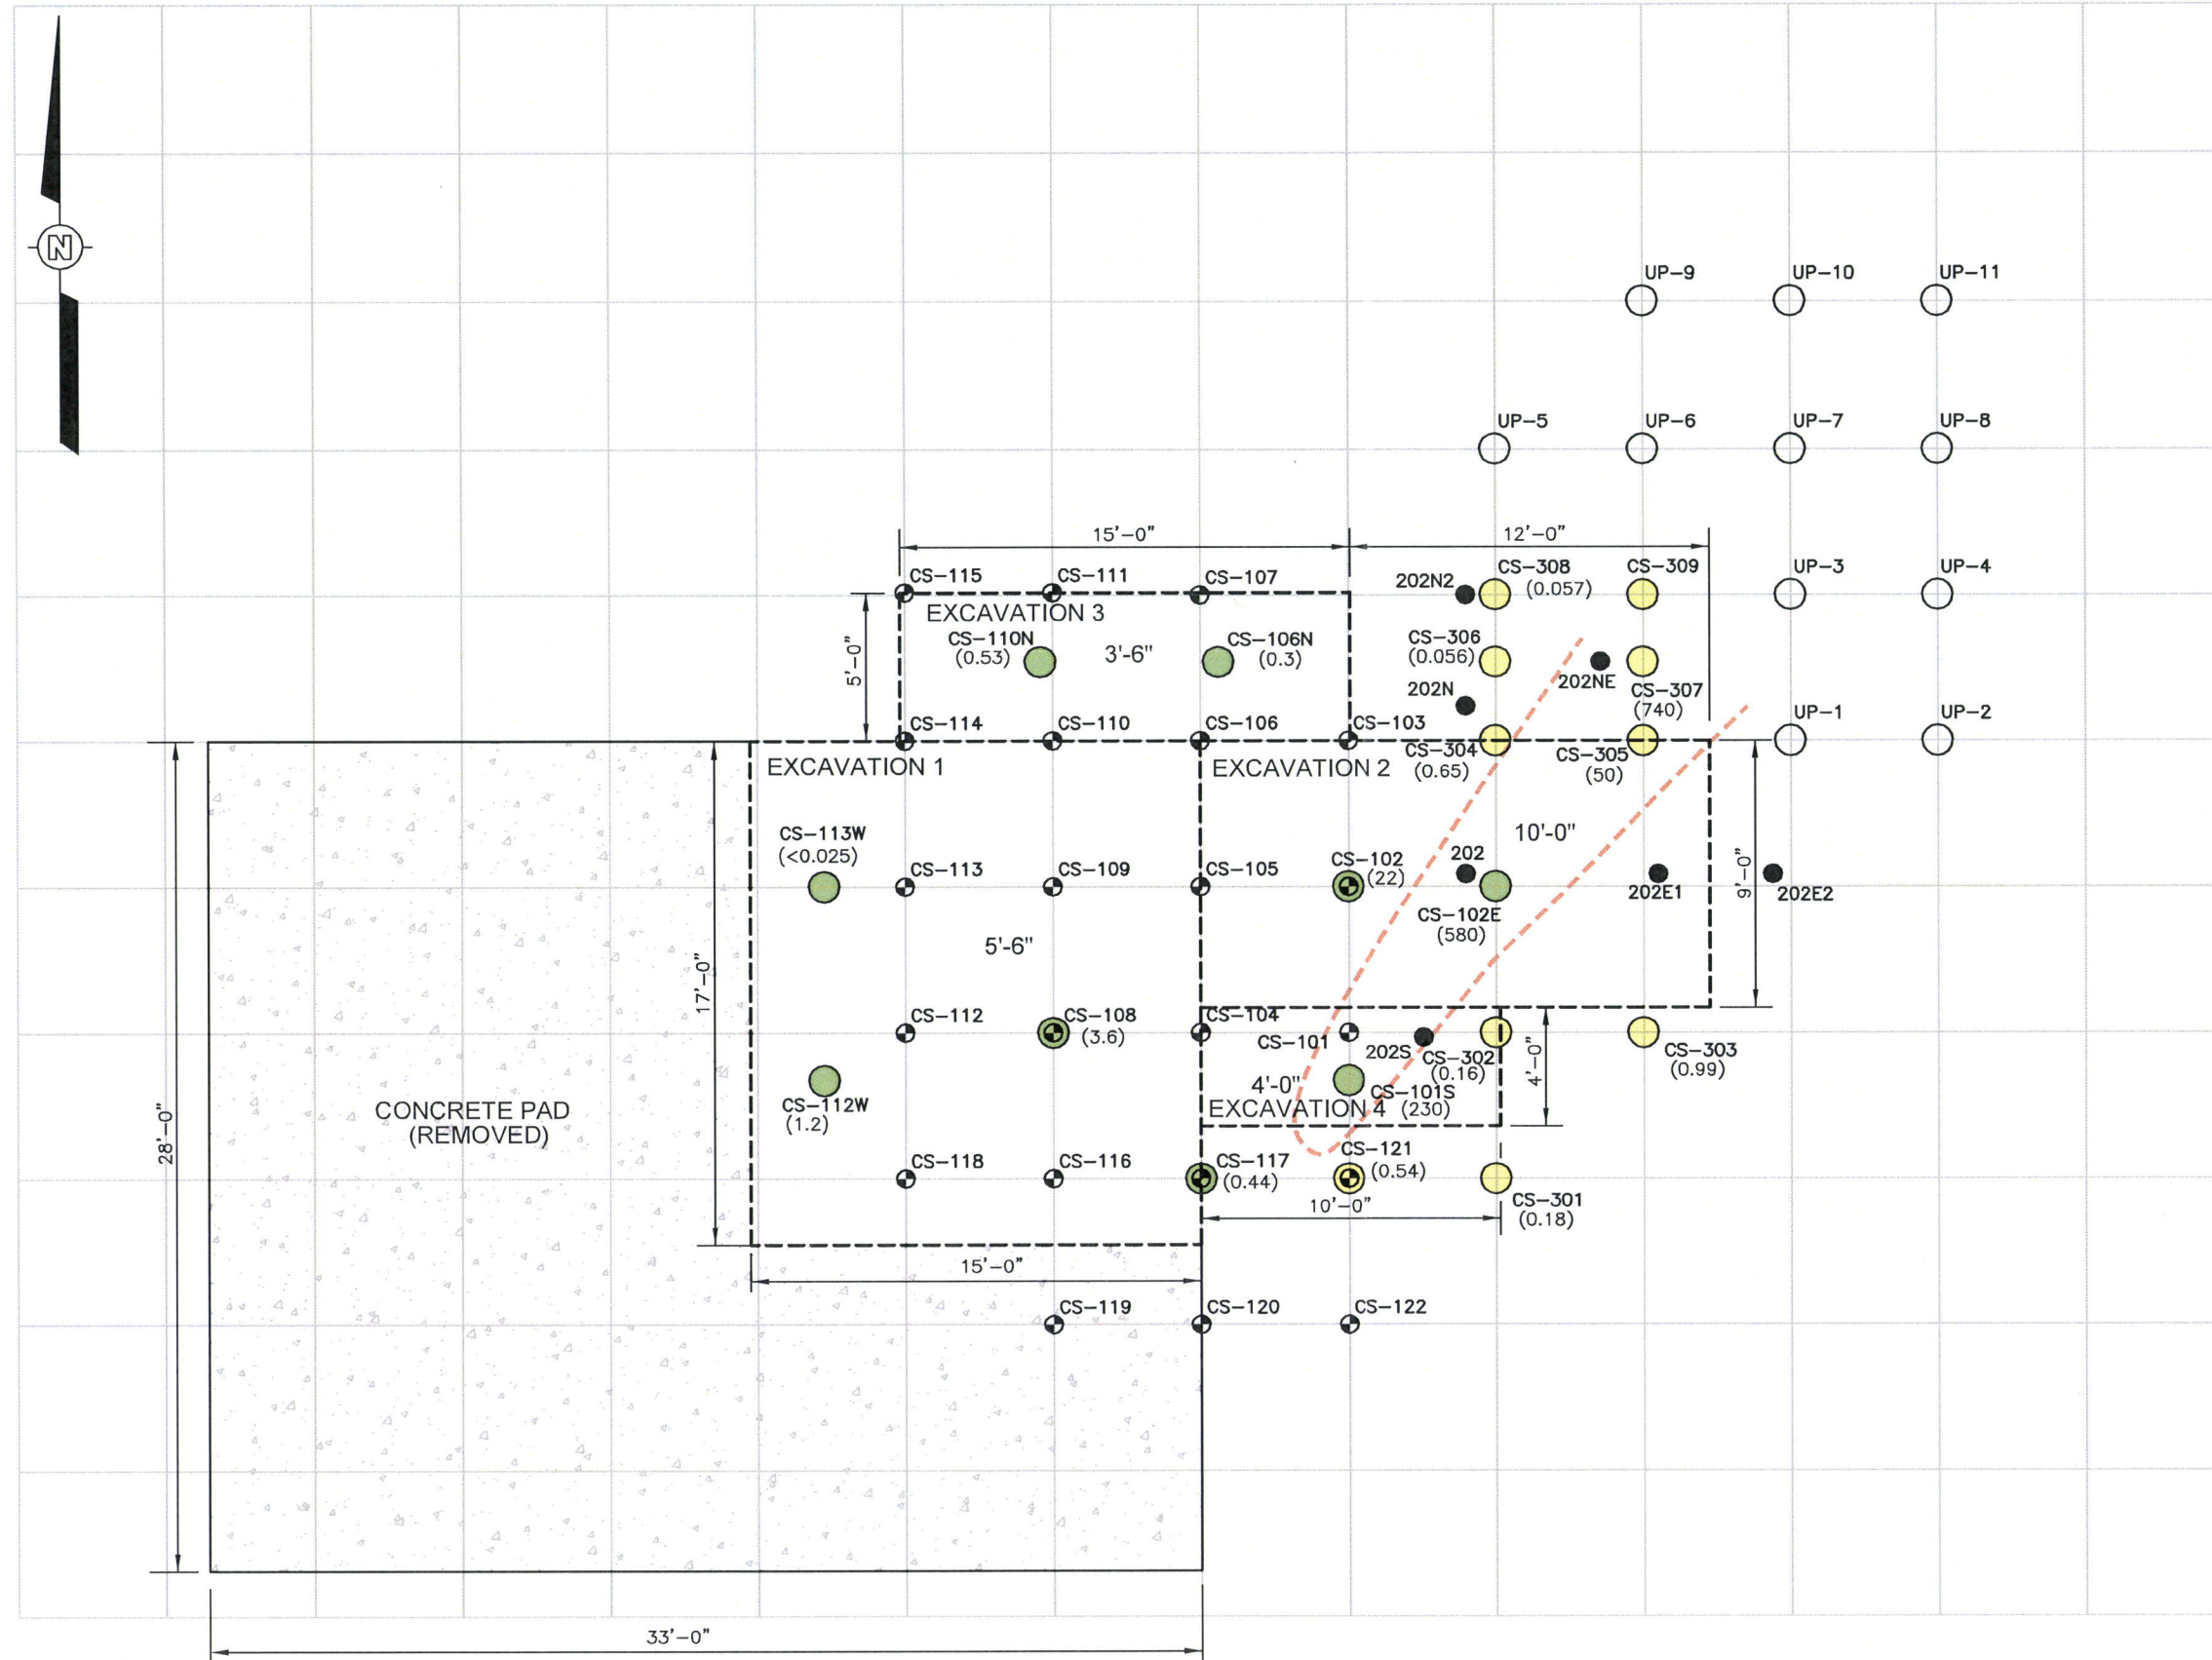 N
UP-9
UP-10
UP-11
UP-5
UP-6
UP-7
UP-8
15'-0"
12'-0"
CS-115
CS-111
CS-107
202N2
CS-308
(0.057)
CS-309
UP-3
UP-4
EXCAVATION 3
CS-110N
(0.53)
3'-6"
CS-106N
(0.3)
5'-0"
CS-306
(0.056)
202N
202NE
CS-307
(740)
CS-114
CS-110
CS-106
CS-103
CS-304
(0.65)
CS-305
(50)
UP-1
UP-2
EXCAVATION 1
EXCAVATION 2
10'-0"
CS-113W
(<0.025)
CS-113
CS-109
CS-105
CS-102
(22)
202
CS-102E
(580)
202E1
9'-0"
202E2
5'-6"
17'-0"
CS-112
CS-108
(3.6)
CS-104
CS-101
202S
CS-302
(0.16)
4'-0"
CS-303
(0.99)
CS-112W
(1.2)
4'-0"
CS-101S
(230)
EXCAVATION 4
28'-0"
CONCRETE PAD
(REMOVED)
CS-118
CS-116
CS-117
(0.44)
CS-121
(0.54)
CS-301
(0.18)
10'-0"
15'-0"
CS-119
CS-120
CS-122
33'-0"